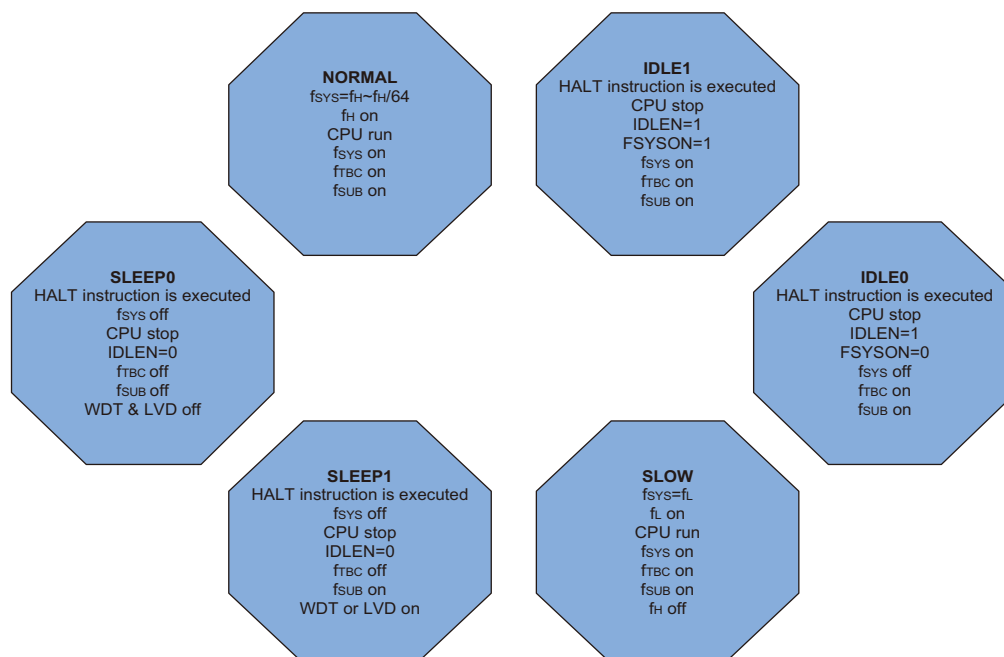 NORMAL
fSYS=fH~fH/64
fH on
CPU run
fSYS on
fTBC on
fSUB on
IDLE1
HALT instruction is executed
CPU stop
IDLEN=1
FSYSON=1
fSYS on
fTBC on
fSUB on
SLEEP0
HALT instruction is executed
fSYS off
CPU stop
IDLEN=0
fTBC off
fSUB off
WDT & LVD off
IDLE0
HALT instruction is executed
CPU stop
IDLEN=1
FSYSON=0
fSYS off
fTBC on
fSUB on
SLEEP1
HALT instruction is executed
fSYS off
CPU stop
IDLEN=0
fTBC off
fSUB on
WDT or LVD on
SLOW
fSYS=fL
fL on
CPU run
fSYS on
fTBC on
fSUB on
fH off